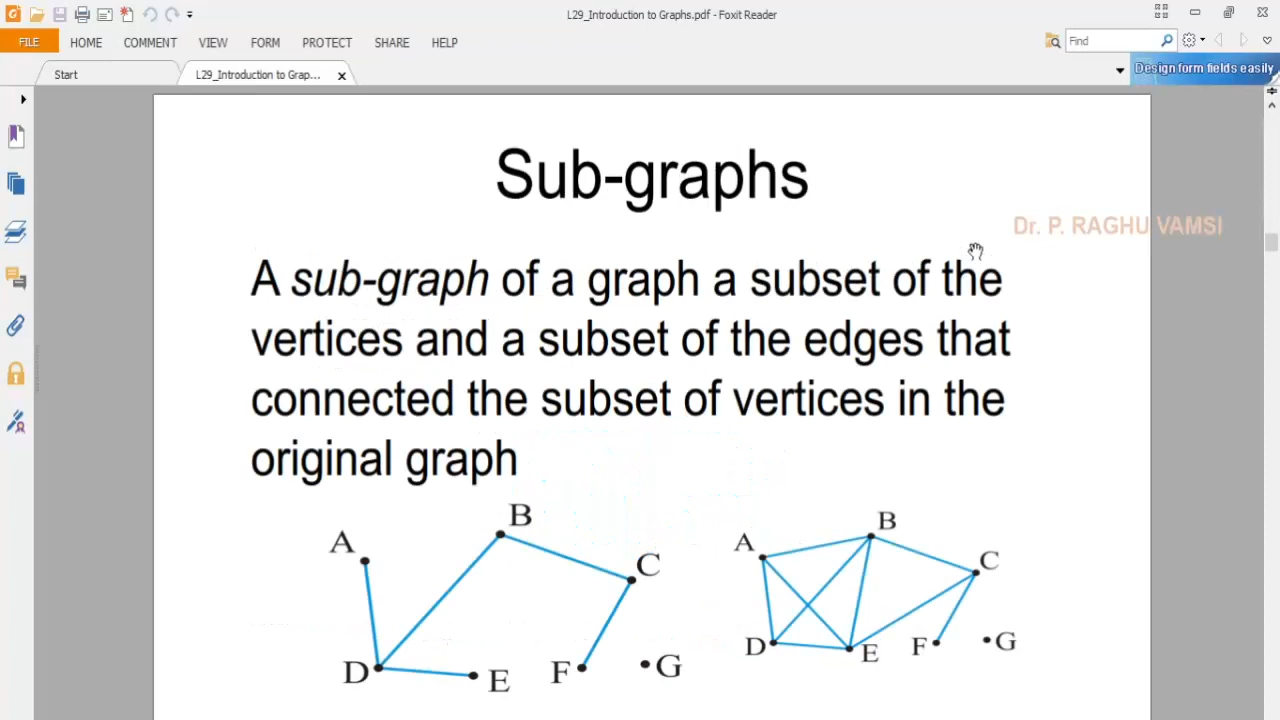 L29_Introduction to Graphs.pdf - Foxit Reader
FILE HOME COMMENT VIEW FORM PROTECT SHARE HELP
Find
Start
L29_Introduction to Grap... x
Design form fields easily
Sub-graphs
Dr. P. RAGHU VAMSI
A sub-graph of a graph a subset of the
vertices and a subset of the edges that
connected the subset of vertices in the
original graph
A
B
C
D
E
F
G
A
B
C
D
E
F
G